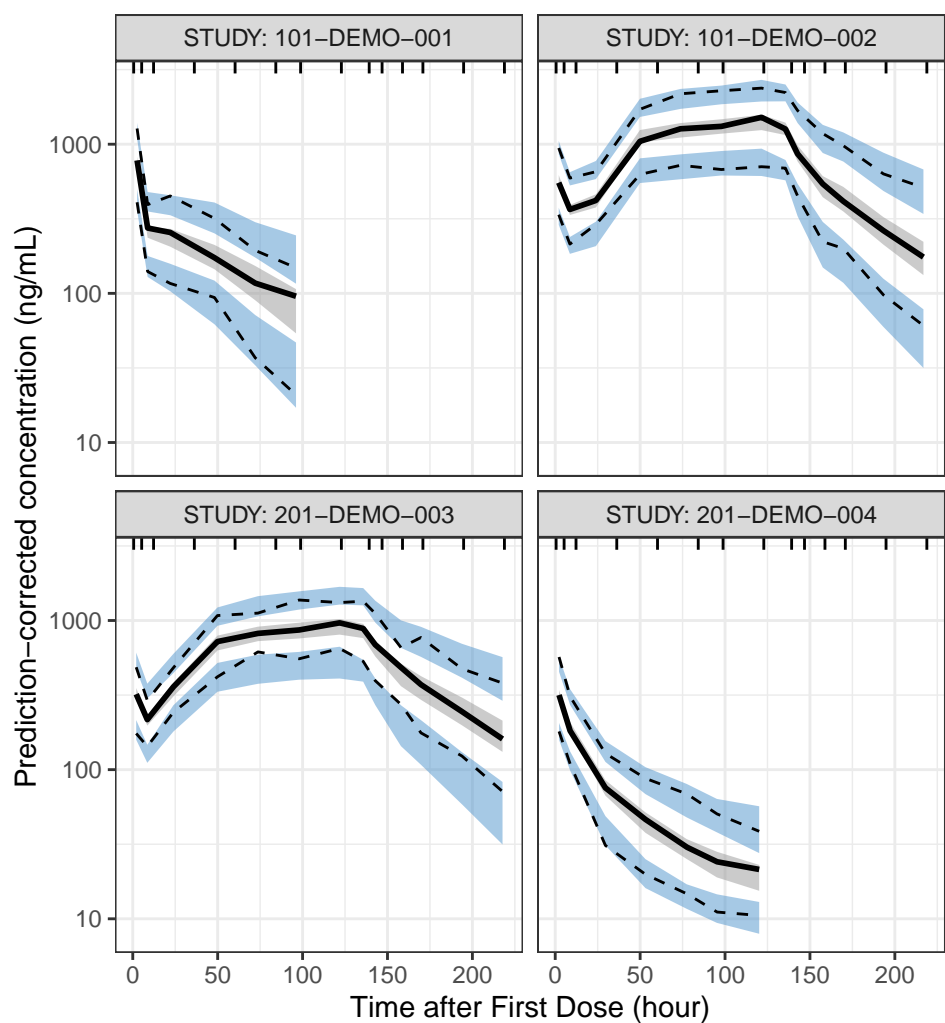 STUDY: 101−DEMO−001
STUDY: 101−DEMO−002
1000
100
10
STUDY: 201−DEMO−003
STUDY: 201−DEMO−004
1000
100
10
0 50 100 150 200
0 50 100 150 200
Time after First Dose (hour)
Prediction−corrected concentration (ng/mL)